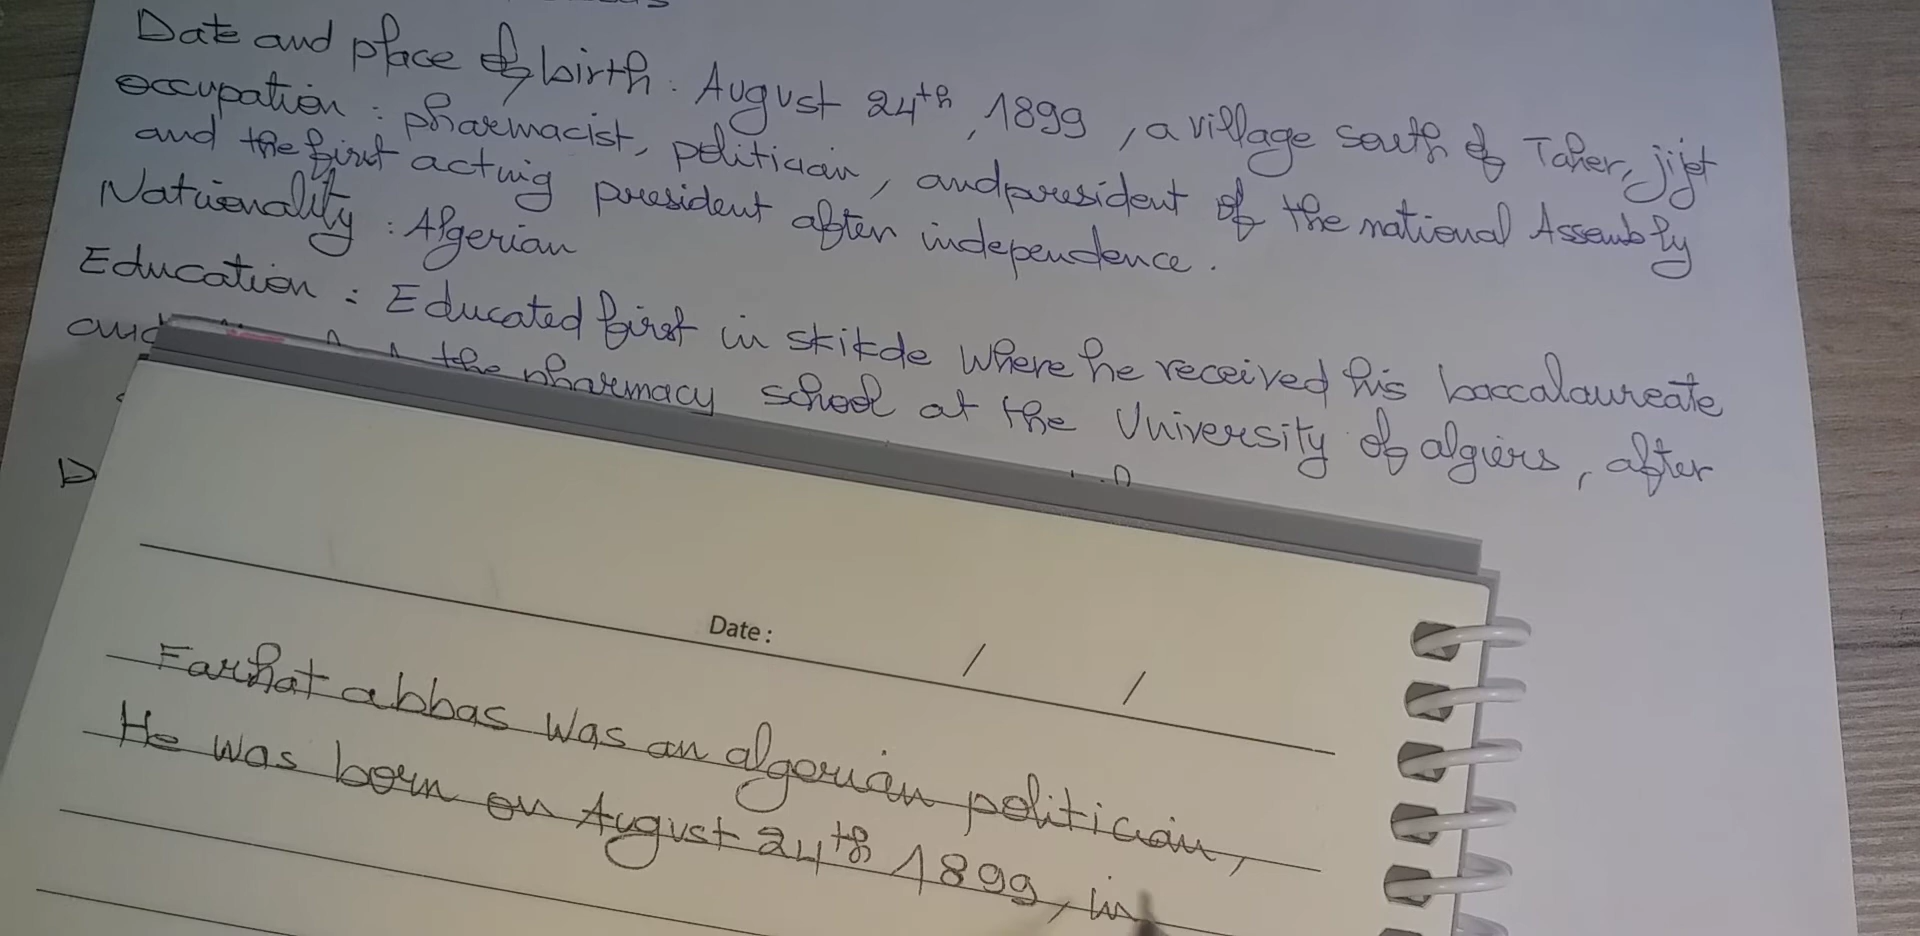 Date and place of birth : August 24th, 1899, a village south of Taher, jijel
occupation : pharmacist, politician, and president of the national Assembly
and the first acting president after independence.
Nationality : Algerian
Education : Educated first in skikde where he received his baccalaureate
and the pharmacy school at the University of algiers, after
Date : / /
Farhat abbas was an algerian politician,
He was born on August 24th 1899, in